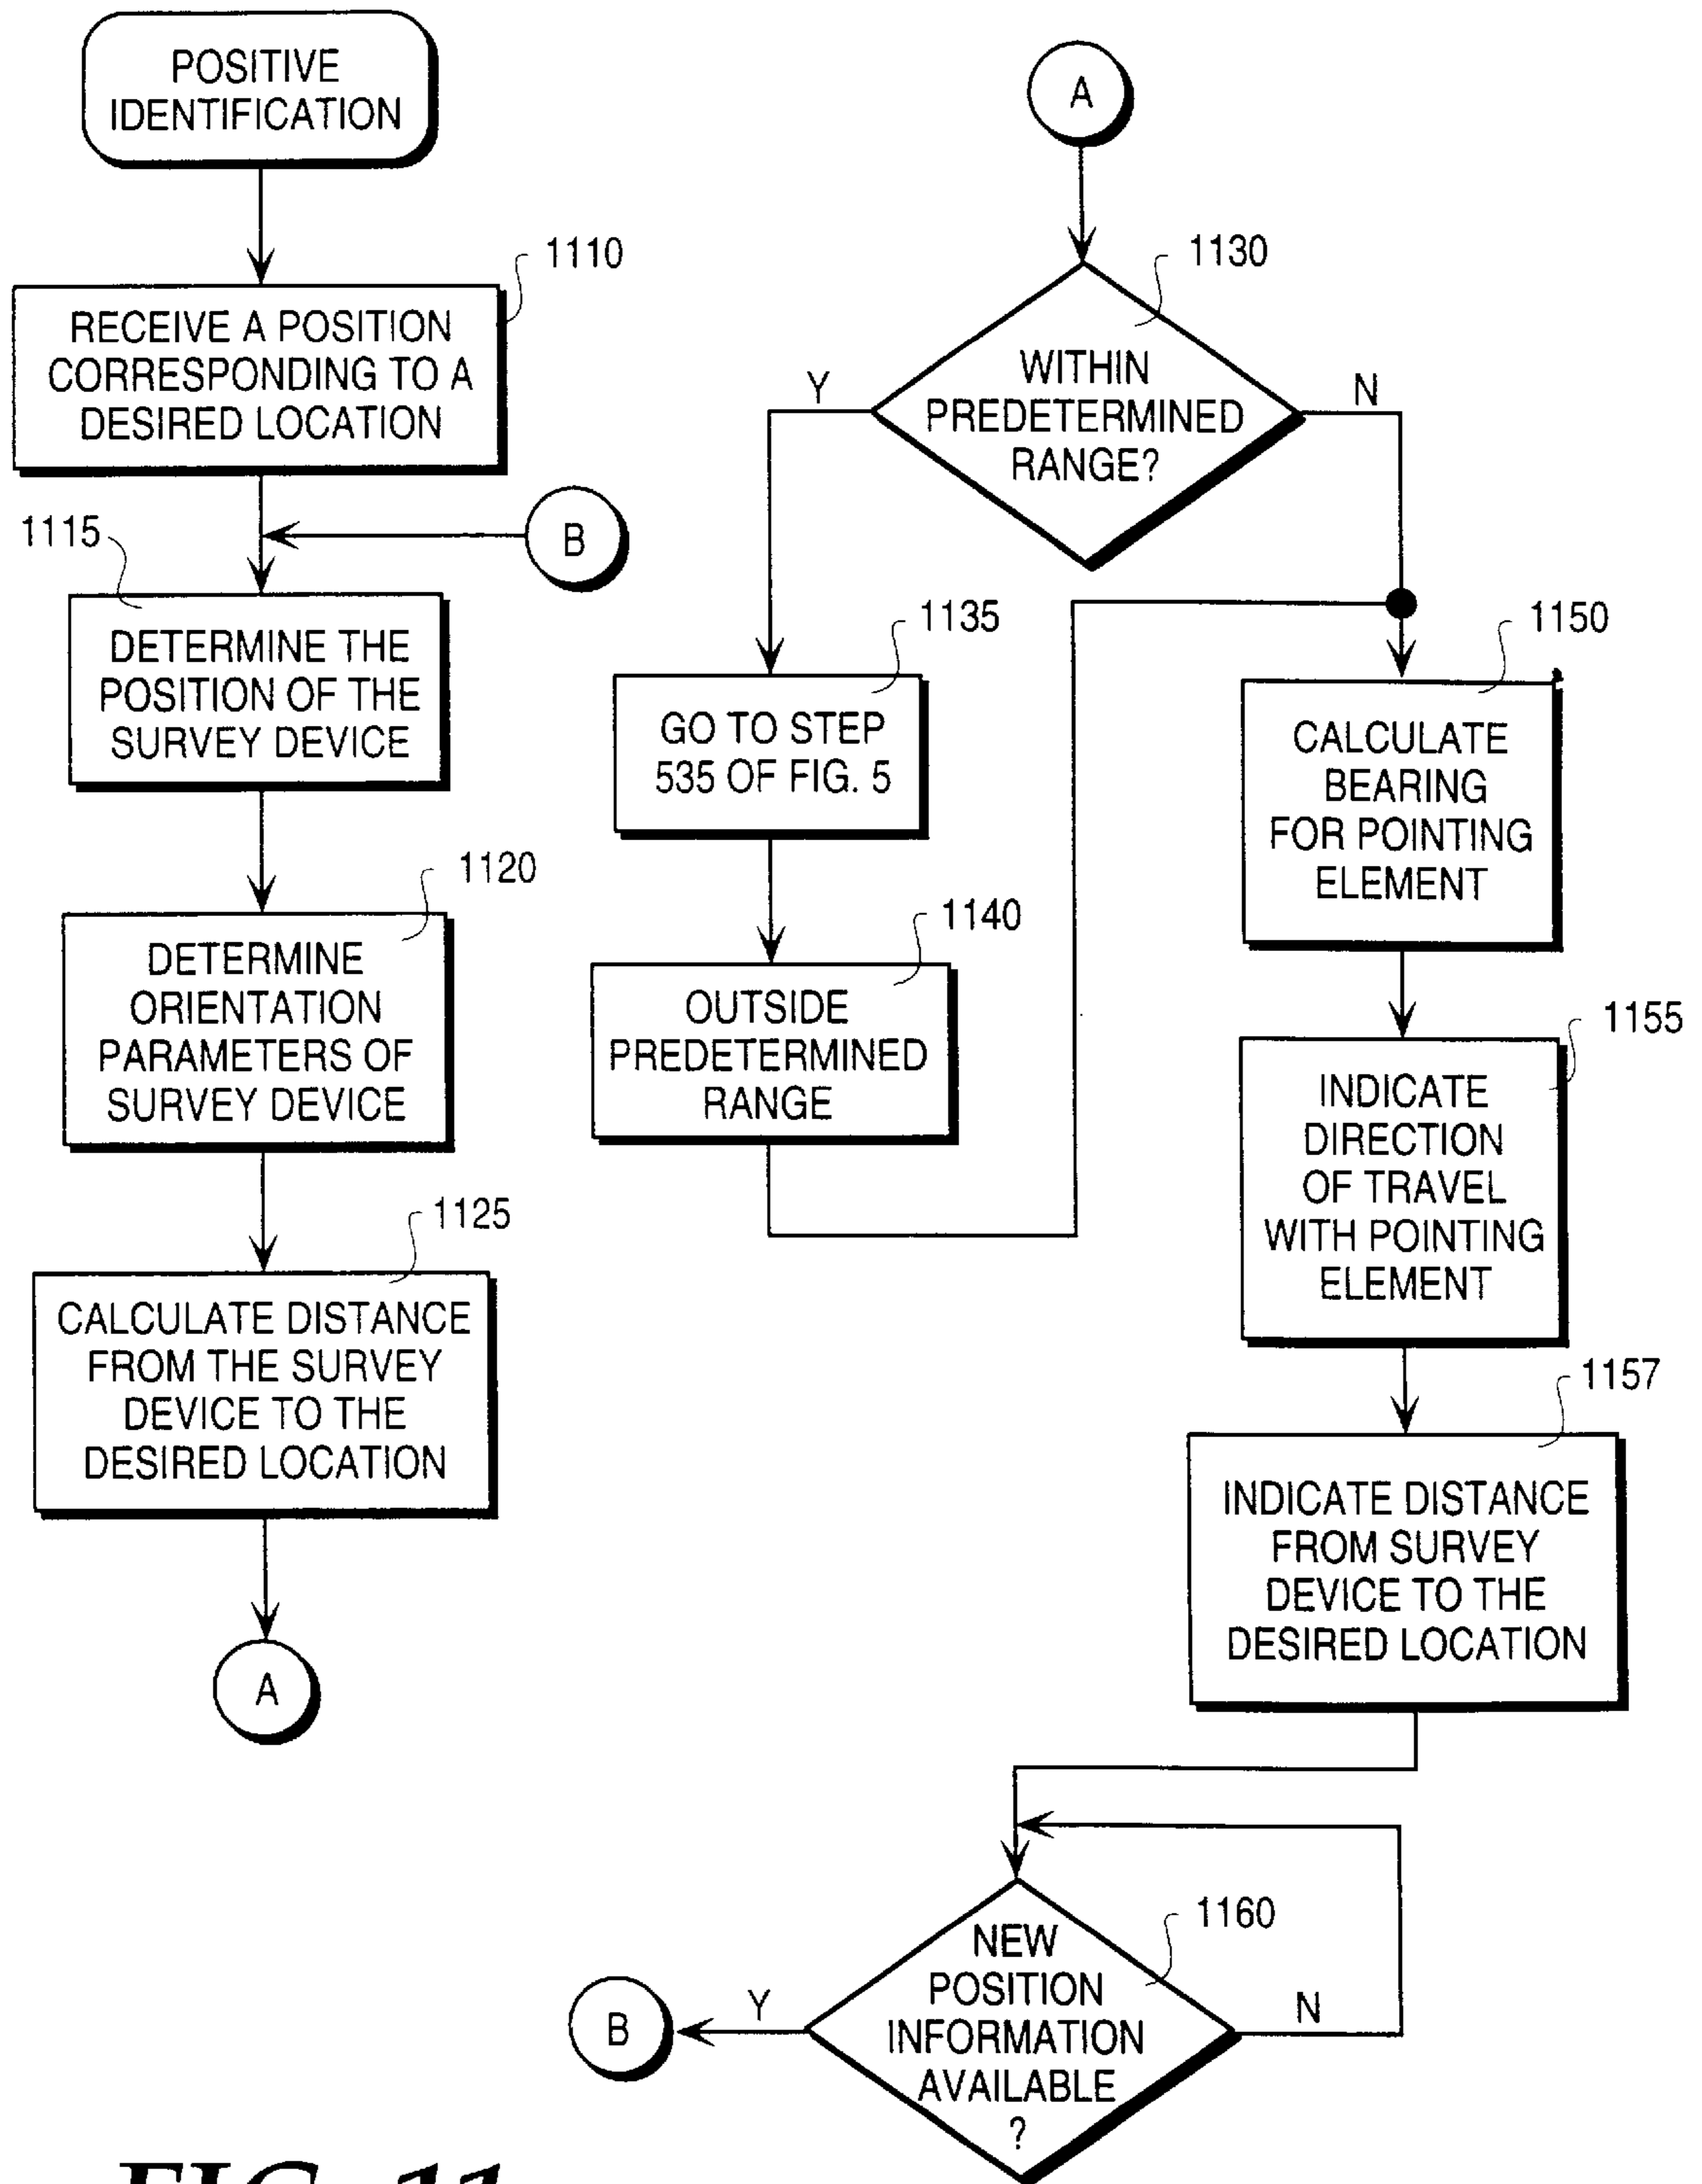 POSITIVE
IDENTIFICATION
1110
RECEIVE A POSITION
CORRESPONDING TO A
DESIRED LOCATION
B
1115
DETERMINE THE
POSITION OF THE
SURVEY DEVICE
1120
DETERMINE
ORIENTATION
PARAMETERS OF
SURVEY DEVICE
1125
CALCULATE DISTANCE
FROM THE SURVEY
DEVICE TO THE
DESIRED LOCATION
A
A
1130
WITHIN
PREDETERMINED
RANGE?
Y
N
1135
GO TO STEP
535 OF FIG. 5
1140
OUTSIDE
PREDETERMINED
RANGE
1150
CALCULATE
BEARING
FOR POINTING
ELEMENT
1155
INDICATE
DIRECTION
OF TRAVEL
WITH POINTING
ELEMENT
1157
INDICATE DISTANCE
FROM SURVEY
DEVICE TO THE
DESIRED LOCATION
1160
NEW
POSITION
INFORMATION
AVAILABLE
?
Y
N
B
FIG. 11